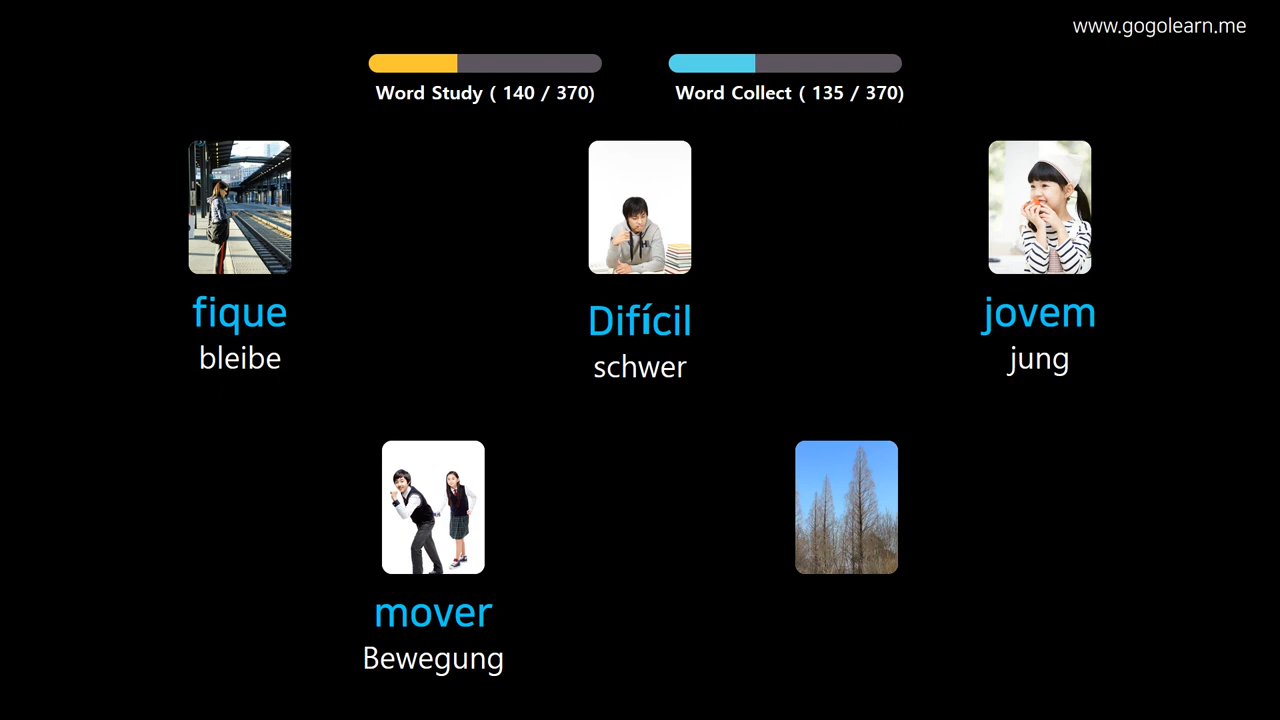 www.gogolearn.me
Word Study ( 140 / 370)
Word Collect ( 135 / 370)
fique
bleibe
Difícil
schwer
jovem
jung
mover
Bewegung